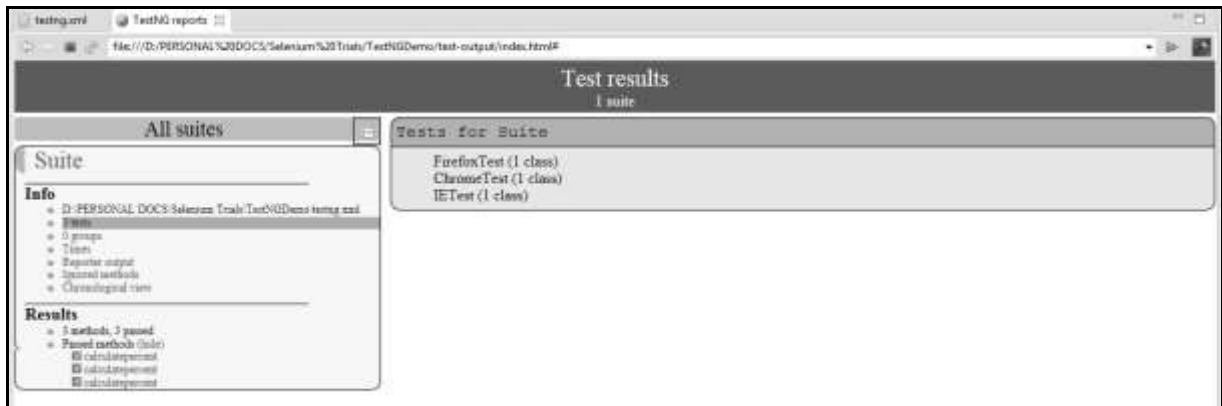 testng.xml
TestNG reports
file:///D:/PERSONAL%20DOCS/Selenium%20Trials/TestNGDemo/test-output/index.html#
Test results
1 suite
All suites
Tests for Suite
Suite
FirefoxTest (1 class)
ChromeTest (1 class)
IETest (1 class)
Info
D:\PERSONAL DOCS\Selenium Trials\TestNGDemo\testng.xml
3 tests
0 groups
Times
Reporter output
Ignored methods
Chronological view
Results
3 methods, 3 passed
Passed methods (hide)
calculatepercent
calculatepercent
calculatepercent